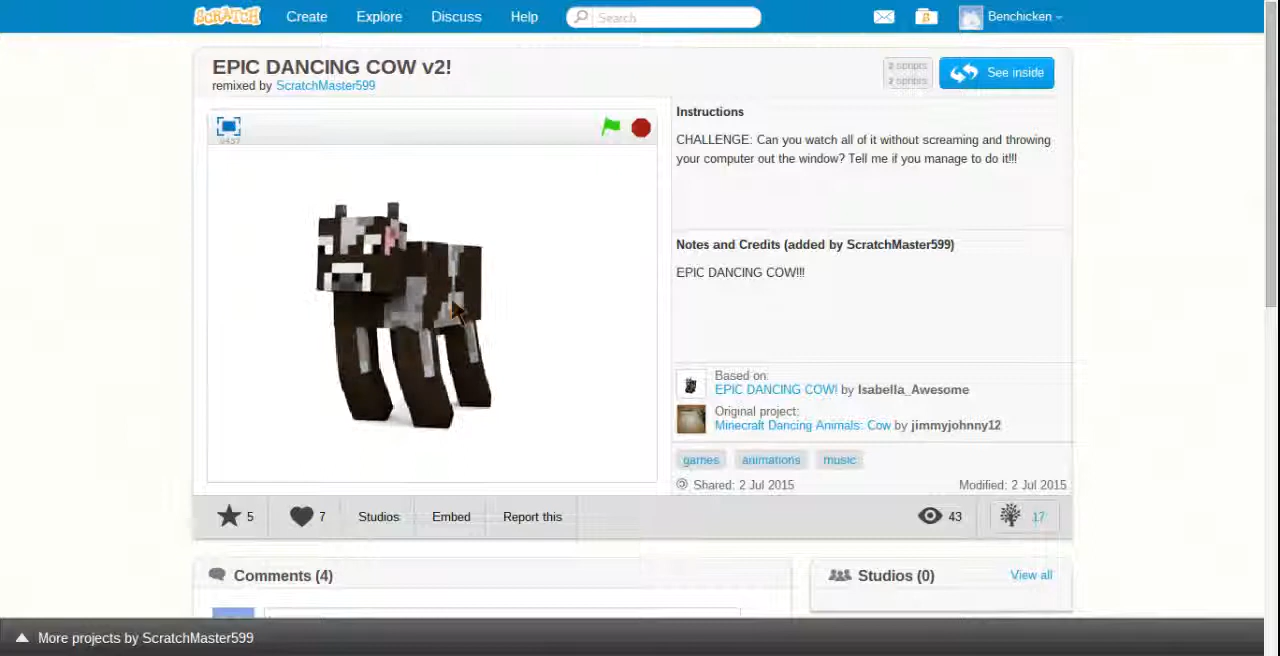 SCRATCH Create Explore Discuss Help Search Benchicken
EPIC DANCING COW v2!
remixed by ScratchMaster599
See inside
Instructions
CHALLENGE: Can you watch all of it without screaming and throwing
your computer out the window? Tell me if you manage to do it!!!
Notes and Credits (added by ScratchMaster599)
EPIC DANCING COW!!!
Based on:
EPIC DANCING COW! by Isabella_Awesome
Original project:
Minecraft Dancing Animals: Cow by jimmyjohnny12
games animations music
Shared: 2 Jul 2015 Modified: 2 Jul 2015
5 7 Studios Embed Report this 43 17
Comments (4)
Studios (0) View all
More projects by ScratchMaster599